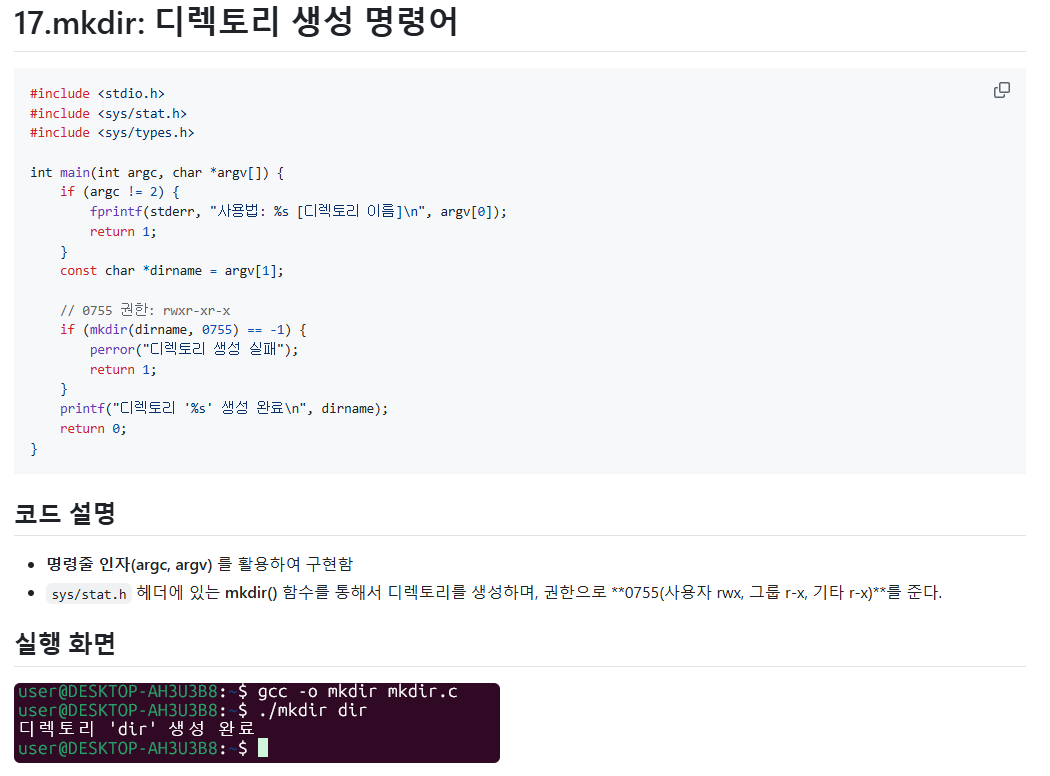 17.mkdir: 디렉토리 생성 명령어
#include <stdio.h>
#include <sys/stat.h>
#include <sys/types.h>
int main(int argc, char *argv[]) {
    if (argc != 2) {
        fprintf(stderr, "사용법: %s [디렉토리 이름]\n", argv[0]);
        return 1;
    }
    const char *dirname = argv[1];
    // 0755 권한: rwxr-xr-x
    if (mkdir(dirname, 0755) == -1) {
        perror("디렉토리 생성 실패");
        return 1;
    }
    printf("디렉토리 '%s' 생성 완료\n", dirname);
    return 0;
}
코드 설명
• 명령줄 인자(argc, argv) 를 활용하여 구현함
• sys/stat.h 헤더에 있는 mkdir() 함수를 통해서 디렉토리를 생성하며, 권한으로 **0755(사용자 rwx, 그룹 r-x, 기타 r-x)**를 준다.
실행 화면
user@DESKTOP-AH3U3B8:~$ gcc -o mkdir mkdir.c
user@DESKTOP-AH3U3B8:~$ ./mkdir dir
디렉토리 'dir' 생성 완료
user@DESKTOP-AH3U3B8:~$